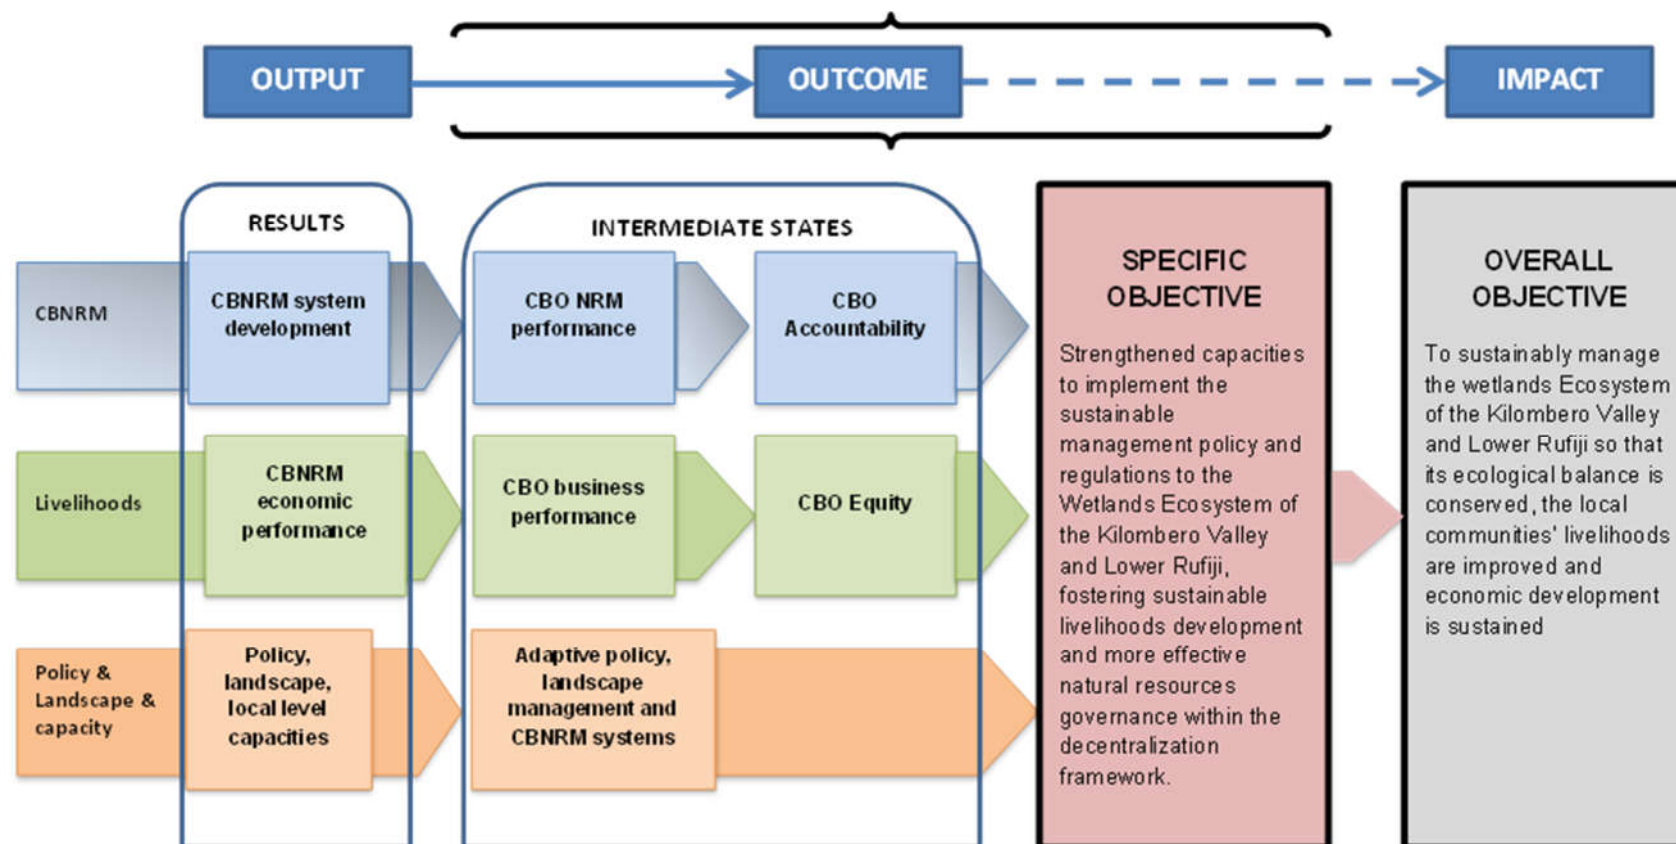 OUTPUT
OUTCOME
IMPACT
RESULTS
INTERMEDIATE STATES
CBNRM
CBNRM system
development
CBO NRM
performance
CBO
Accountability
Livelihoods
CBNRM
economic
performance
CBO business
performance
CBO Equity
Policy &
Landscape &
capacity
Policy,
landscape,
local level
capacities
Adaptive policy,
landscape
management and
CBNRM systems
SPECIFIC
OBJECTIVE
Strengthened capacities
to implement the
sustainable
management policy and
regulations to the
Wetlands Ecosystem of
the Kilombero Valley
and Lower Rufiji,
fostering sustainable
livelihoods development
and more effective
natural resources
governance within the
decentralization
framework.
OVERALL
OBJECTIVE
To sustainably manage
the wetlands Ecosystem
of the Kilombero Valley
and Lower Rufiji so that
its ecological balance is
conserved, the local
communities' livelihoods
are improved and
economic development
is sustained